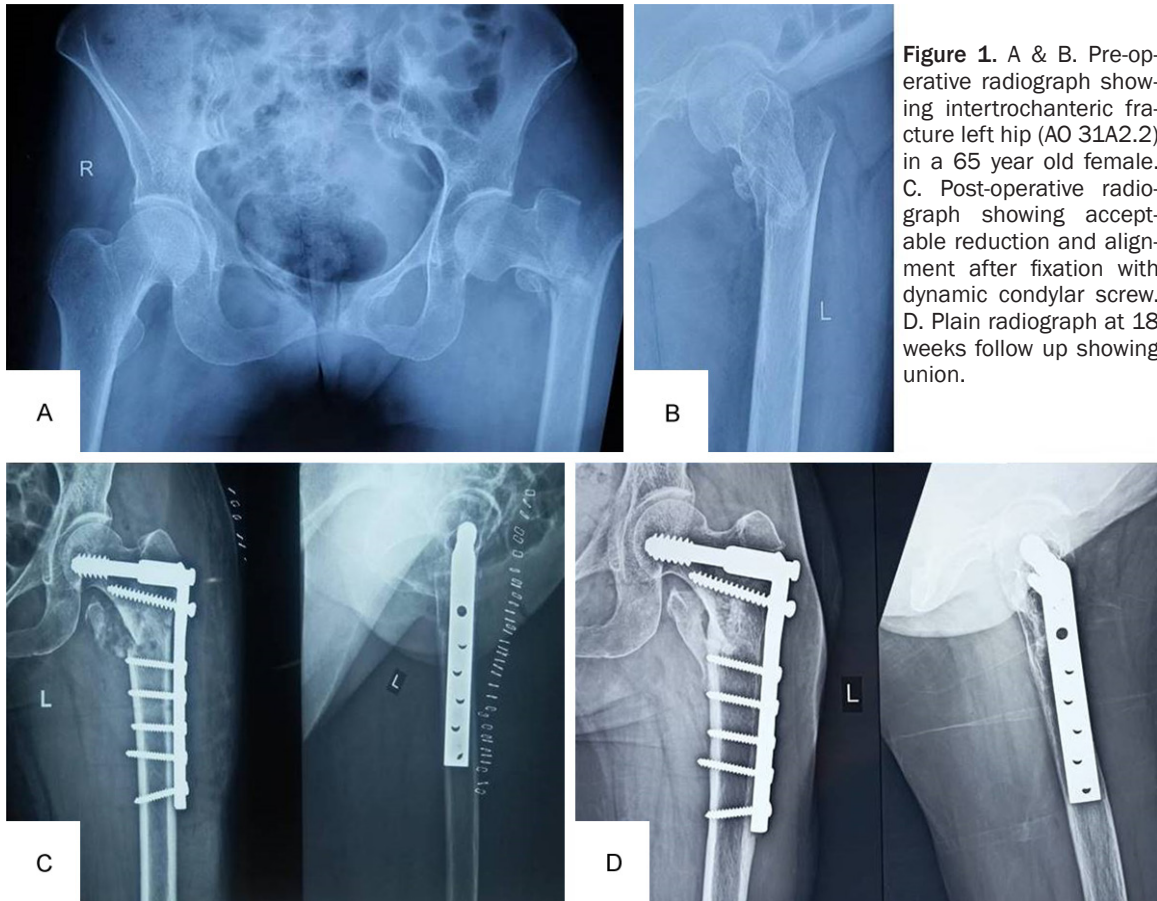 R
A
L
B
Figure 1. A & B. Pre-op-
erative radiograph show-
ing intertrochanteric fra-
cture left hip (AO 31A2.2)
in a 65 year old female.
C. Post-operative radio-
graph showing accept-
able reduction and align-
ment after fixation with
dynamic condylar screw.
D. Plain radiograph at 18
weeks follow up showing
union.
L
L
C
L
D